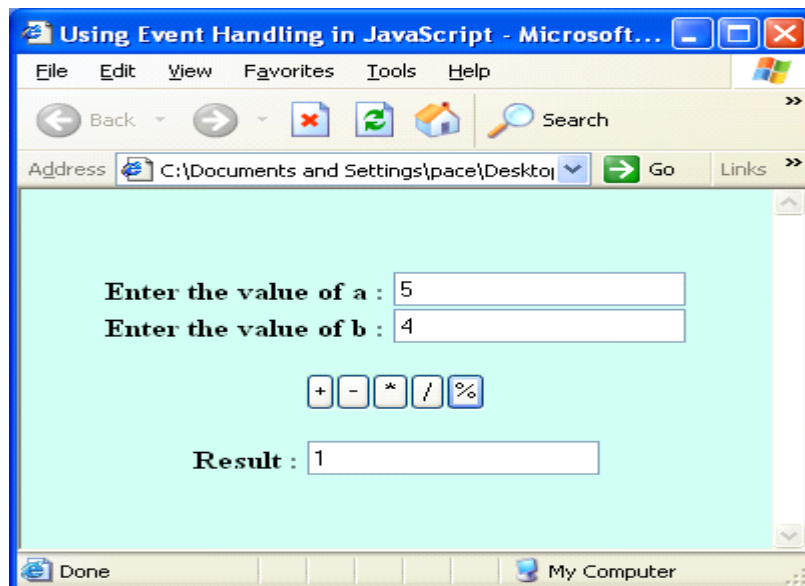 Using Event Handling in JavaScript - Microsoft...
File Edit View Favorites Tools Help
Back Search
Address C:\Documents and Settings\pace\Desktop Go Links
Enter the value of a : 5
Enter the value of b : 4
+ - * / %
Result : 1
Done My Computer